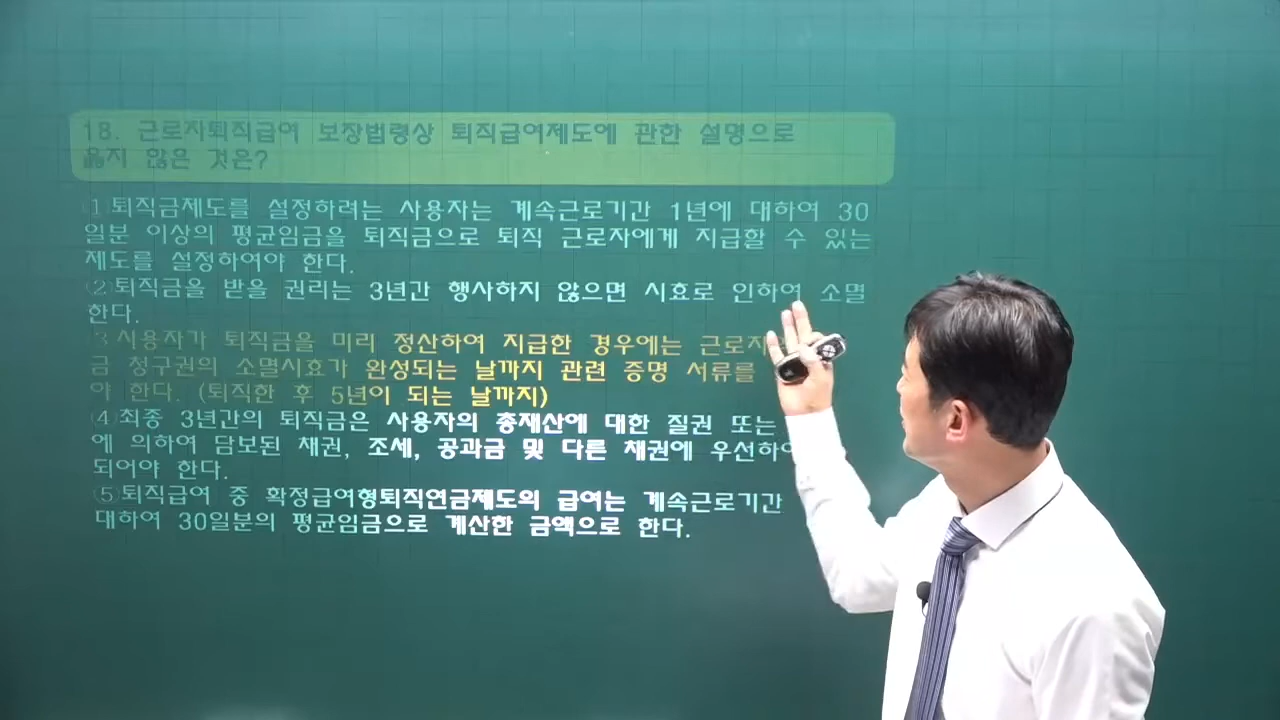 18. 근로자퇴직급여 보장법령상 퇴직급여제도에 관한 설명으로
옳지 않은 것은?
①퇴직금제도를 설정하려는 사용자는 계속근로기간 1년에 대하여 30
일분 이상의 평균임금을 퇴직금으로 퇴직 근로자에게 지급할 수 있는
제도를 설정하여야 한다.
②퇴직금을 받을 권리는 3년간 행사하지 않으면 시효로 인하여 소멸
한다.
③사용자가 퇴직금을 미리 정산하여 지급한 경우에는 근로자
금 청구권의 소멸시효가 완성되는 날까지 관련 증명 서류를
야 한다. (퇴직한 후 5년이 되는 날까지)
④최종 3년간의 퇴직금은 사용자의 총재산에 대한 질권 또는
에 의하여 담보된 채권, 조세, 공과금 및 다른 채권에 우선하여
되어야 한다.
⑤퇴직급여 중 확정급여형퇴직연금제도의 급여는 계속근로기간
대하여 30일분의 평균임금으로 계산한 금액으로 한다.